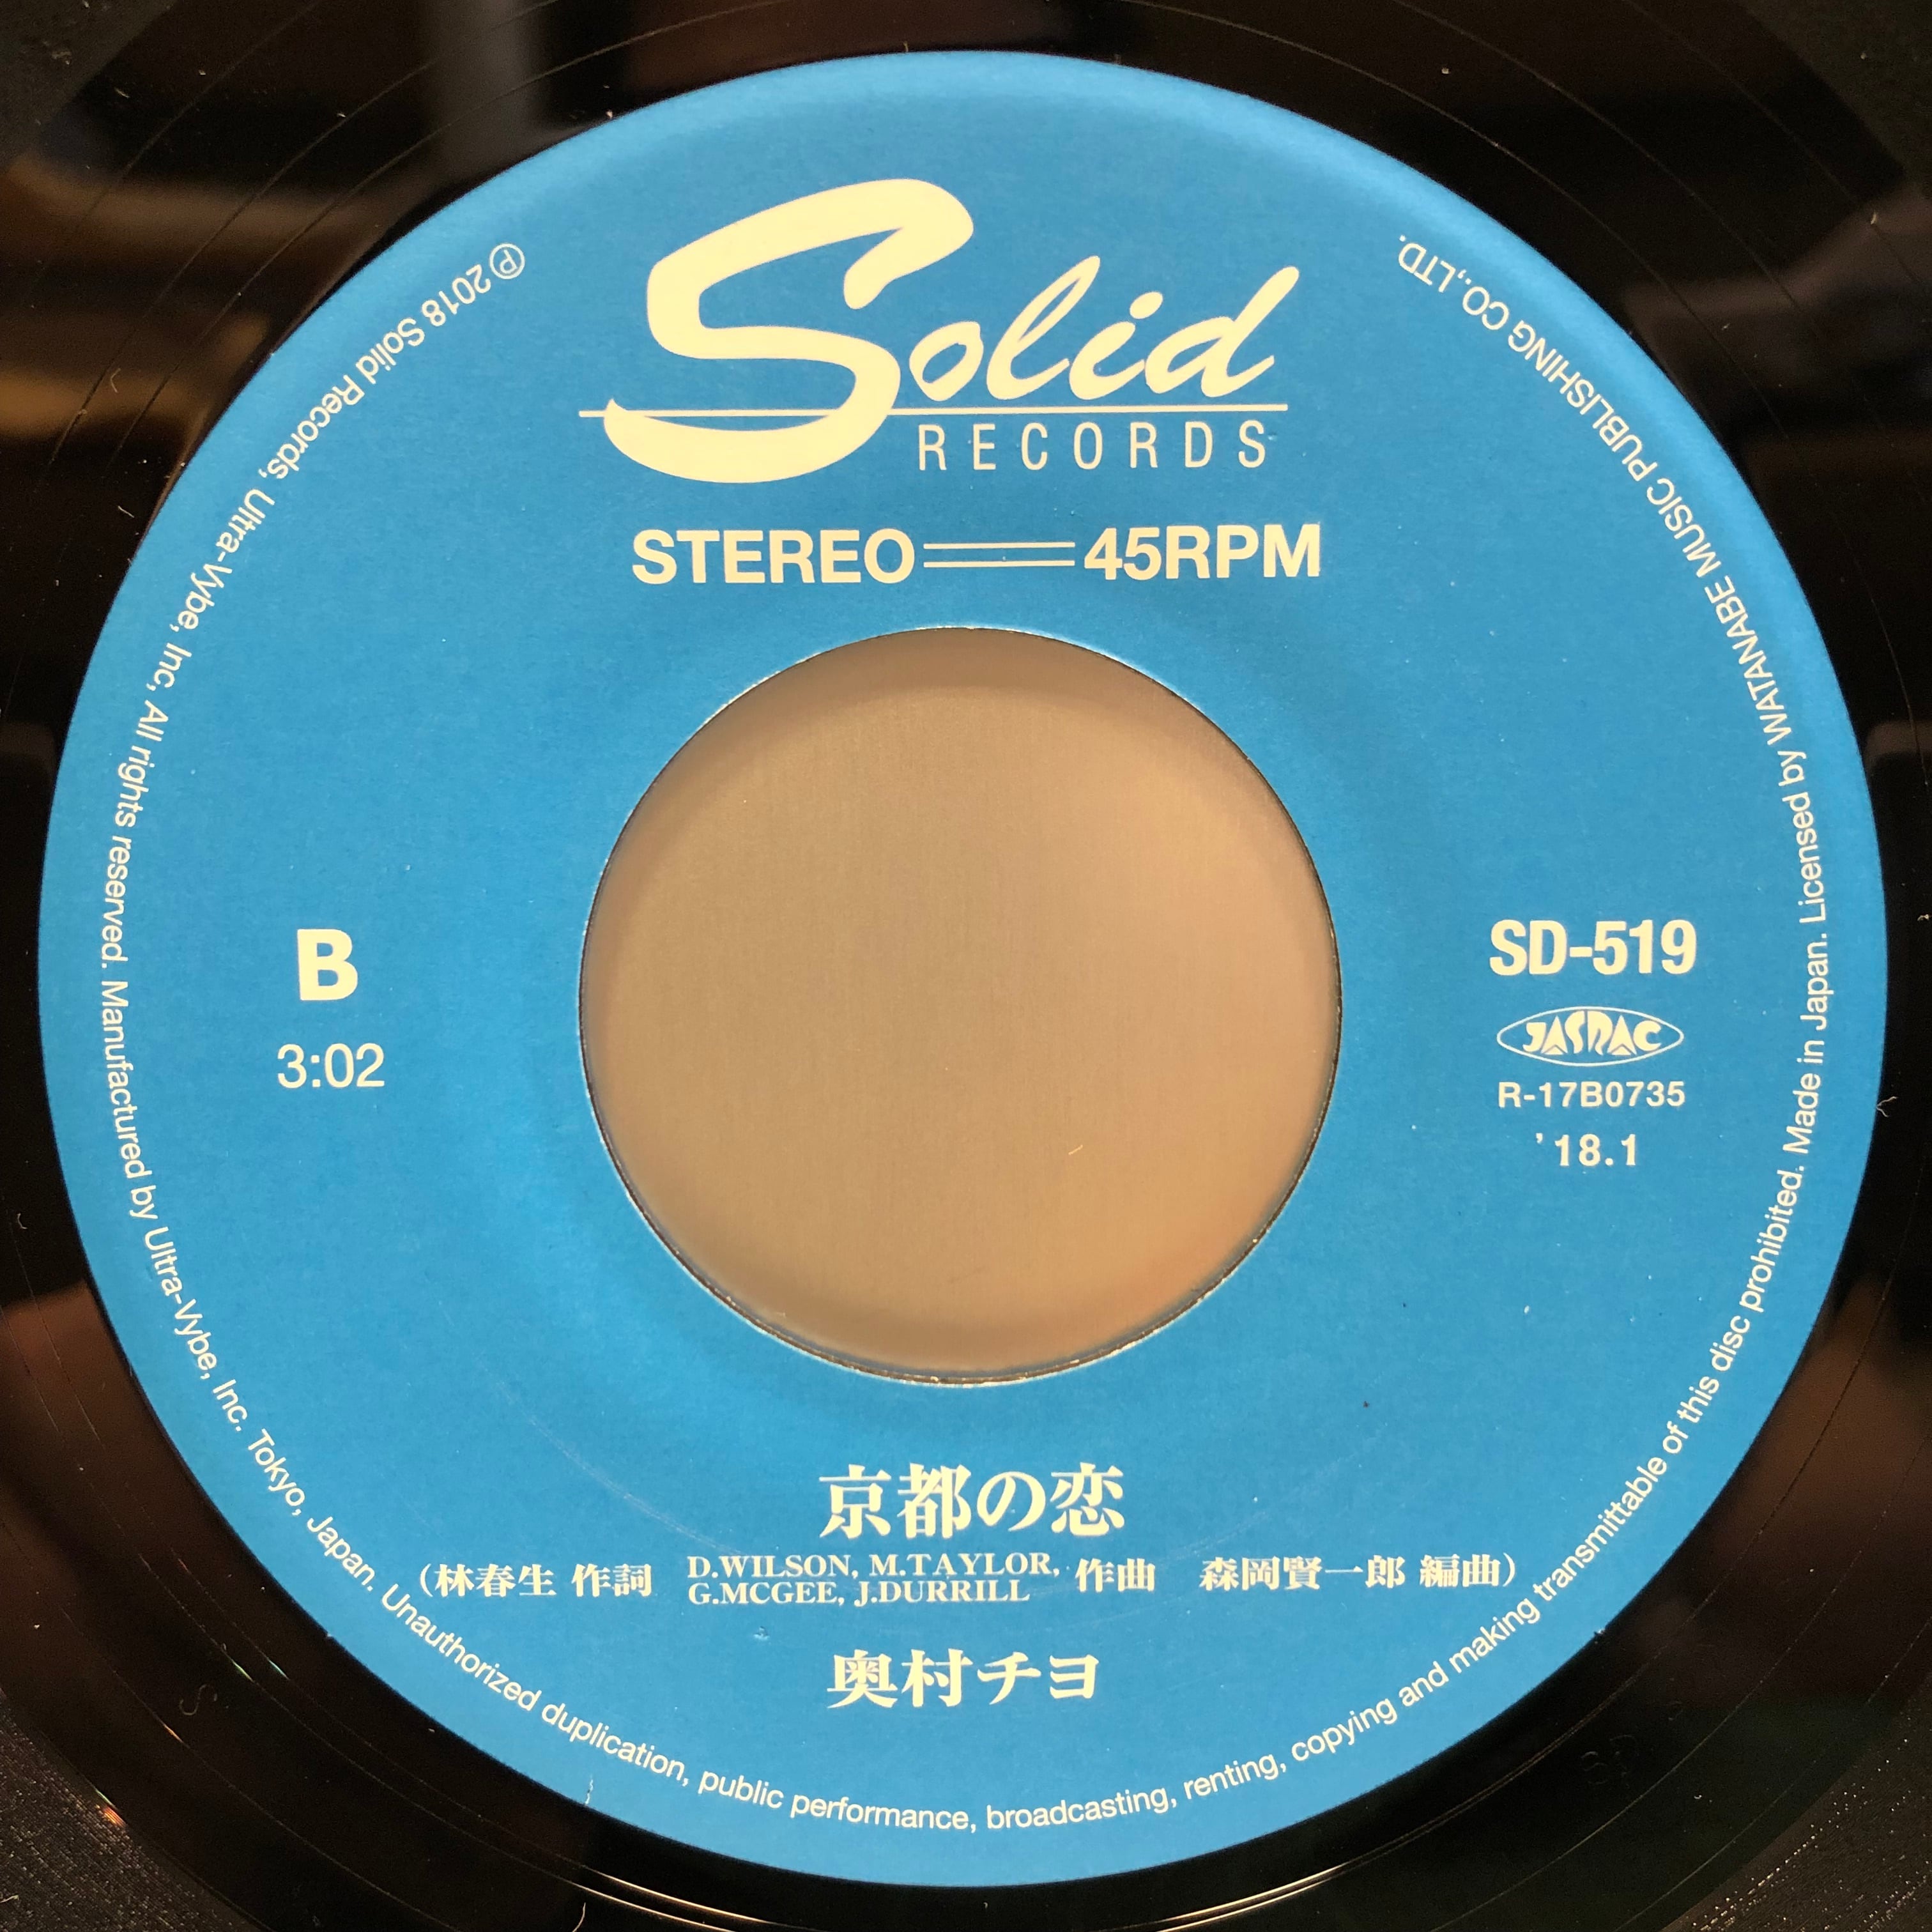 Solid
RECORDS
STEREO 45RPM
B
3:02
SD-519
JASRAC
R-17B0735
'18.1
京都の恋
(林春生 作詞 D.WILSON, M.TAYLOR, G.MCGEE, J.DURRILL 作曲 森岡賢一郎 編曲)
奥村チヨ
Ⓟ2018 Solid Records, Ultra-Vybe, Inc, All rights reserved. Manufactured by Ultra-Vybe, Inc. Tokyo, Japan. Unauthorized duplication, public performance, broadcasting, renting, copying and making transmittable of this disc prohibited. Made in Japan. Licensed by WATANABE MUSIC PUBLISHING CO.,LTD.